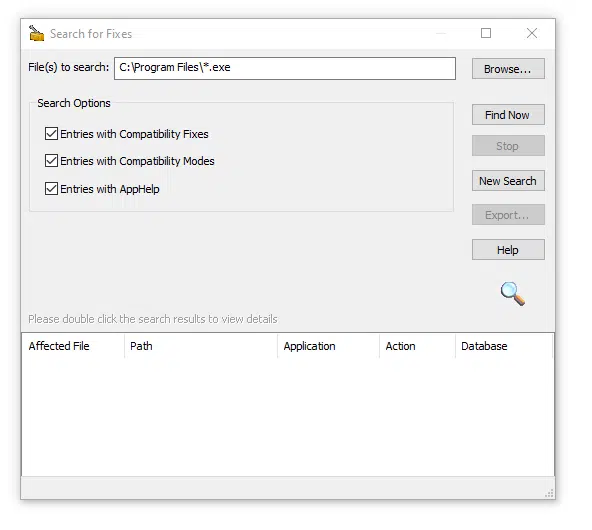 Search for Fixes
File(s) to search: C:\Program Files\*.exe Browse...
Search Options
Entries with Compatibility Fixes
Entries with Compatibility Modes
Entries with AppHelp
Find Now
Stop
New Search
Export...
Help
Please double click the search results to view details
Affected File Path Application Action Database